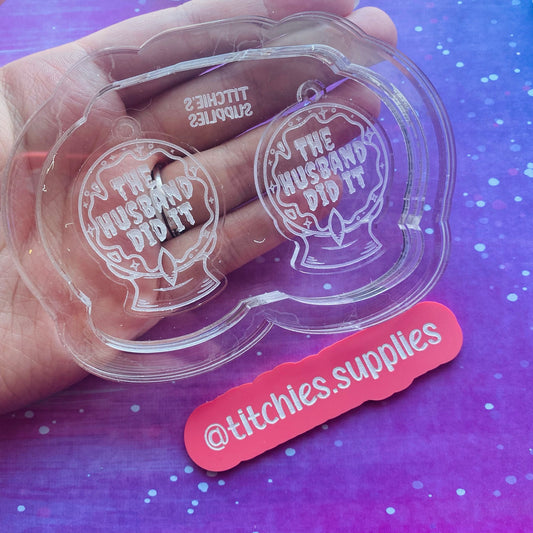 TITCHIE'S
SUPPLIES
THE
HUSBAND
DID IT
THE
HUSBAND
DID IT
@titchies.supplies